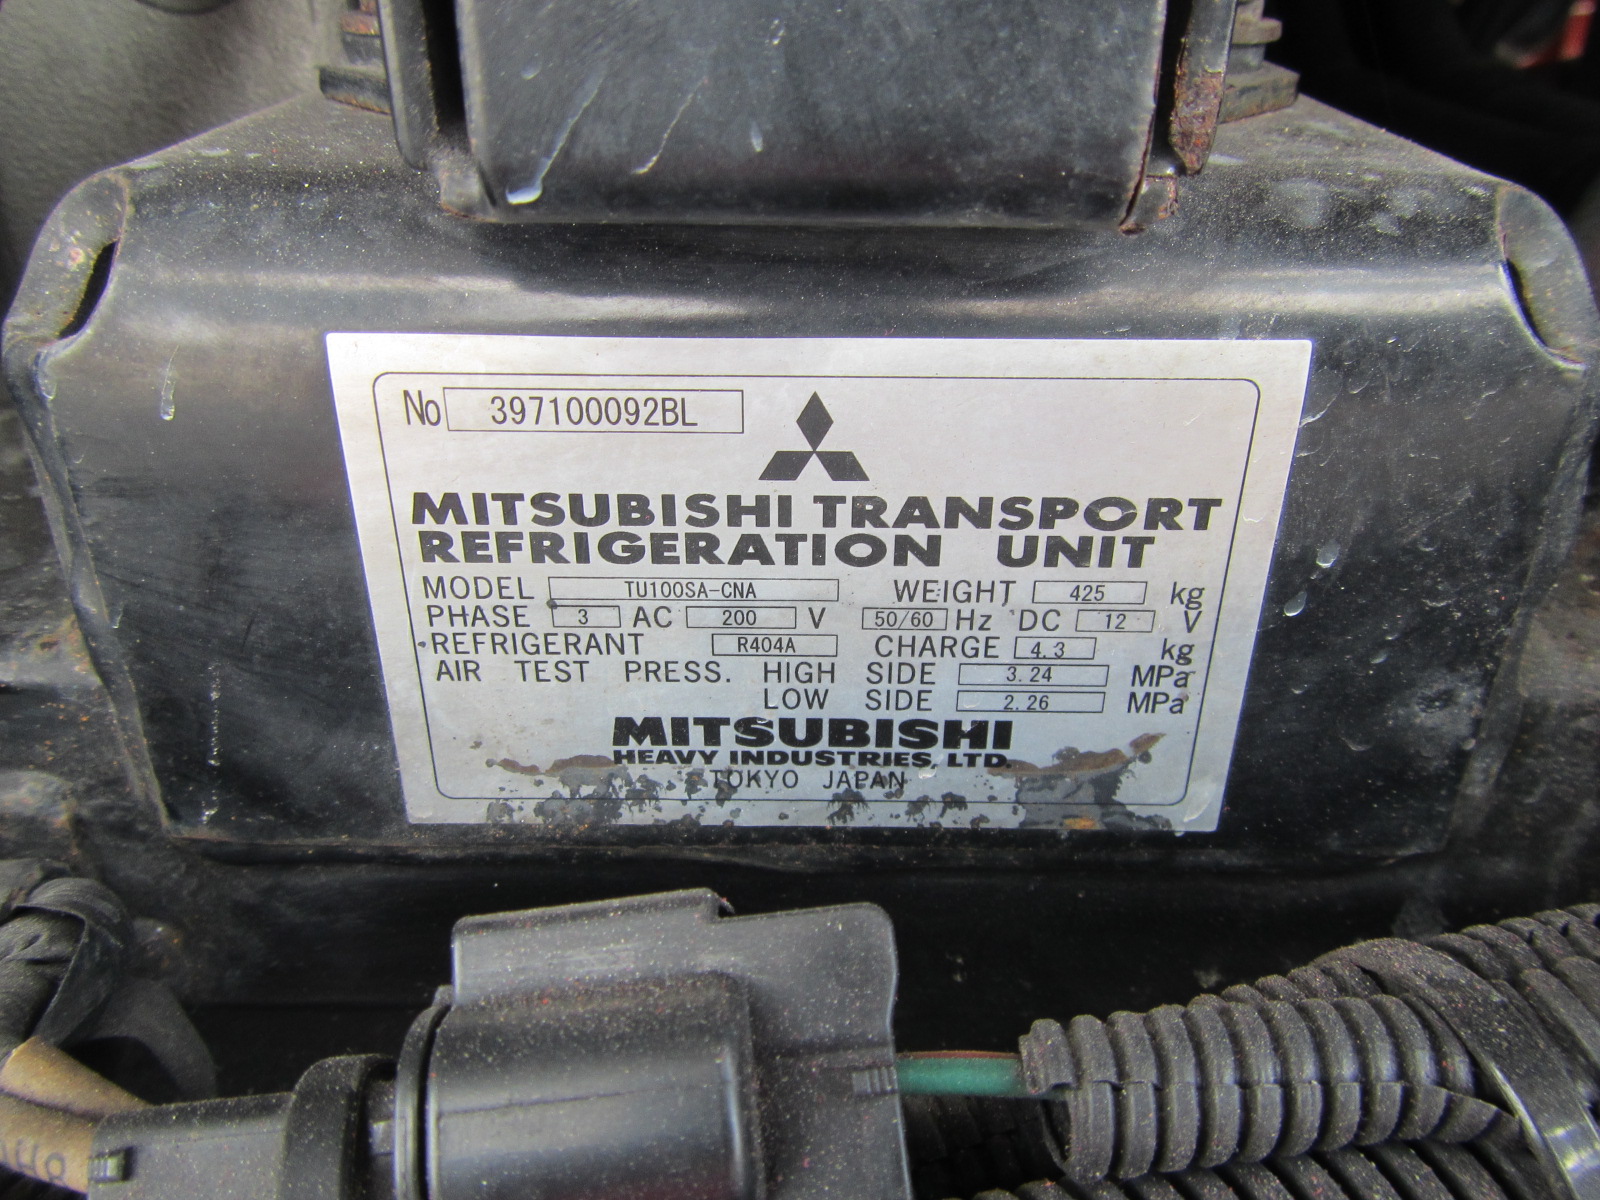 No 397100092BL
MITSUBISHI TRANSPORT
REFRIGERATION UNIT
MODEL TU100SA-CNA WEIGHT 425 kg
PHASE 3 AC 200 V 50/60 Hz DC 12 V
REFRIGERANT R404A CHARGE 4.3 kg
AIR TEST PRESS. HIGH SIDE 3.24 MPa
LOW SIDE 2.26 MPa
MITSUBISHI
HEAVY INDUSTRIES, LTD.
TOKYO JAPAN